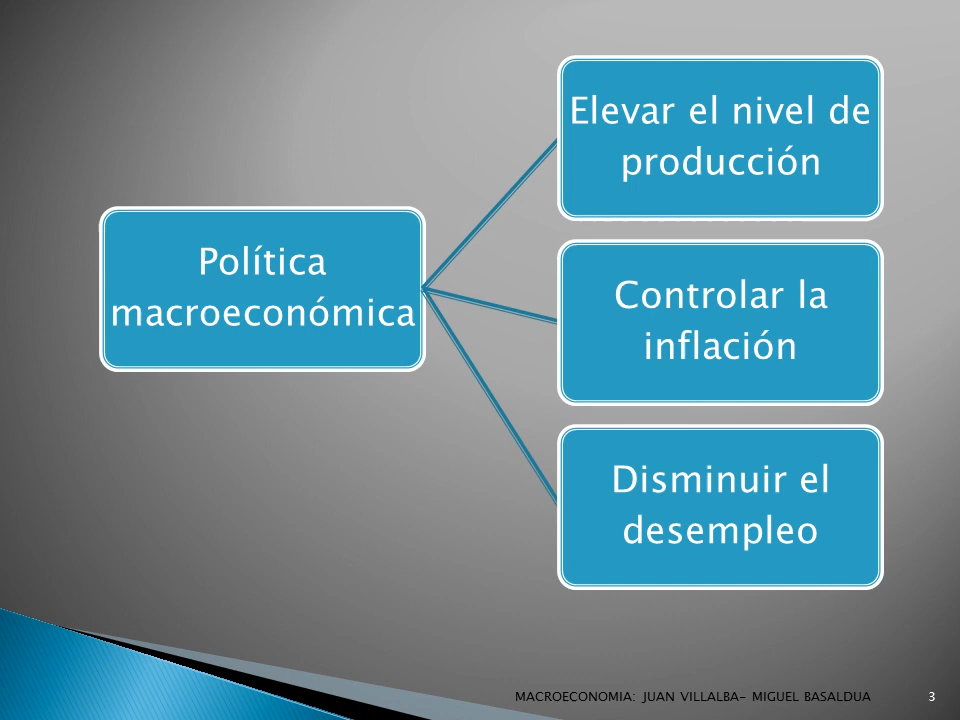 Política
macroeconómica
Elevar el nivel de
producción
Controlar la
inflación
Disminuir el
desempleo
MACROECONOMIA: JUAN VILLALBA- MIGUEL BASALDUA
3